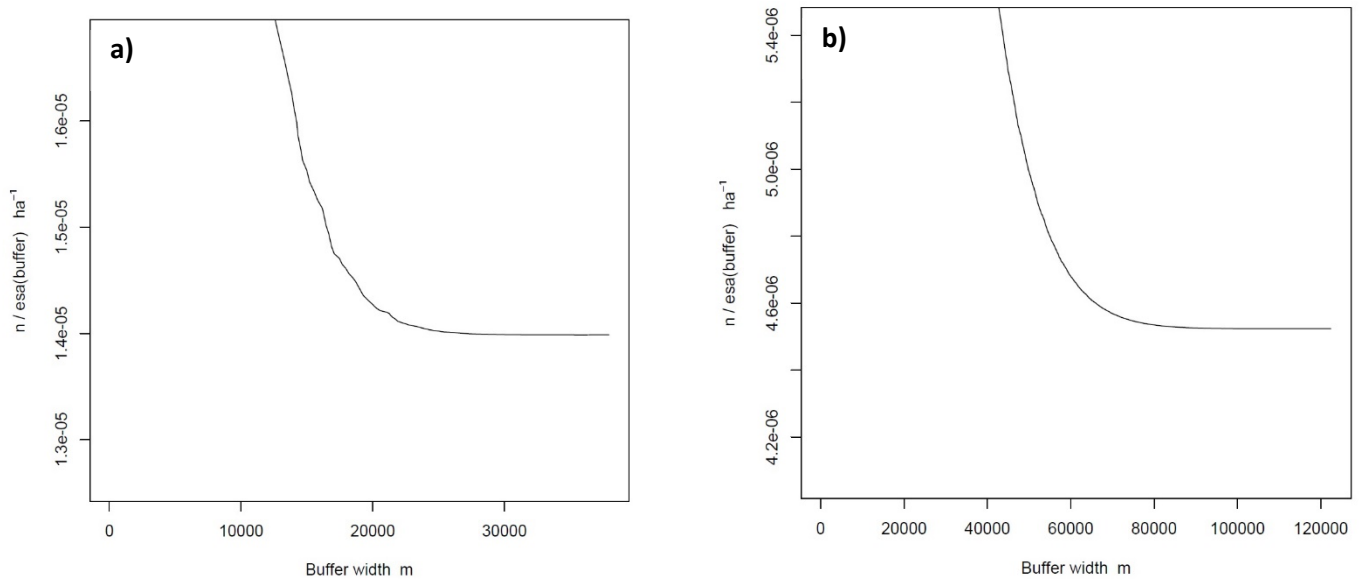 a)
n / esa(buffer) ha⁻¹
1.6e-05
1.5e-05
1.4e-05
1.3e-05
0 10000 20000 30000
Buffer width m
b)
n / esa(buffer) ha⁻¹
5.4e-06
5.0e-06
4.6e-06
4.2e-06
0 20000 40000 60000 80000 100000 120000
Buffer width m